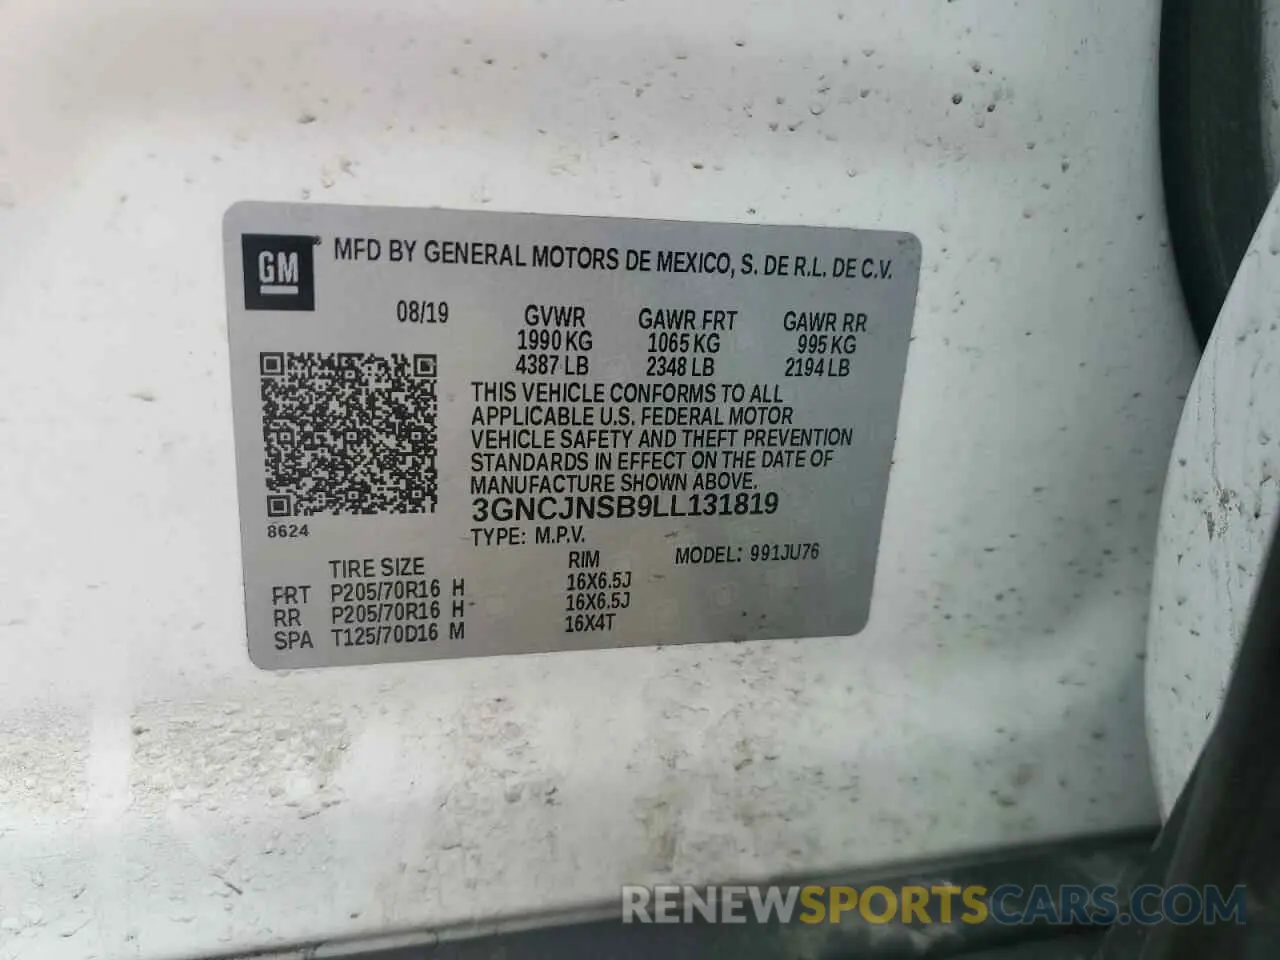 GM® MFD BY GENERAL MOTORS DE MEXICO, S. DE R.L. DE C.V.
08/19 GVWR GAWR FRT GAWR RR
1990 KG 1065 KG 995 KG
4387 LB 2348 LB 2194 LB
THIS VEHICLE CONFORMS TO ALL
APPLICABLE U.S. FEDERAL MOTOR
VEHICLE SAFETY AND THEFT PREVENTION
STANDARDS IN EFFECT ON THE DATE OF
MANUFACTURE SHOWN ABOVE.
3GNCJNSB9LL131819
8624
TYPE: M.P.V.
TIRE SIZE RIM MODEL: 991JU76
FRT P205/70R16 H 16X6.5J
RR P205/70R16 H 16X6.5J
SPA T125/70D16 M 16X4T
RENEWSPORTSCARS.COM